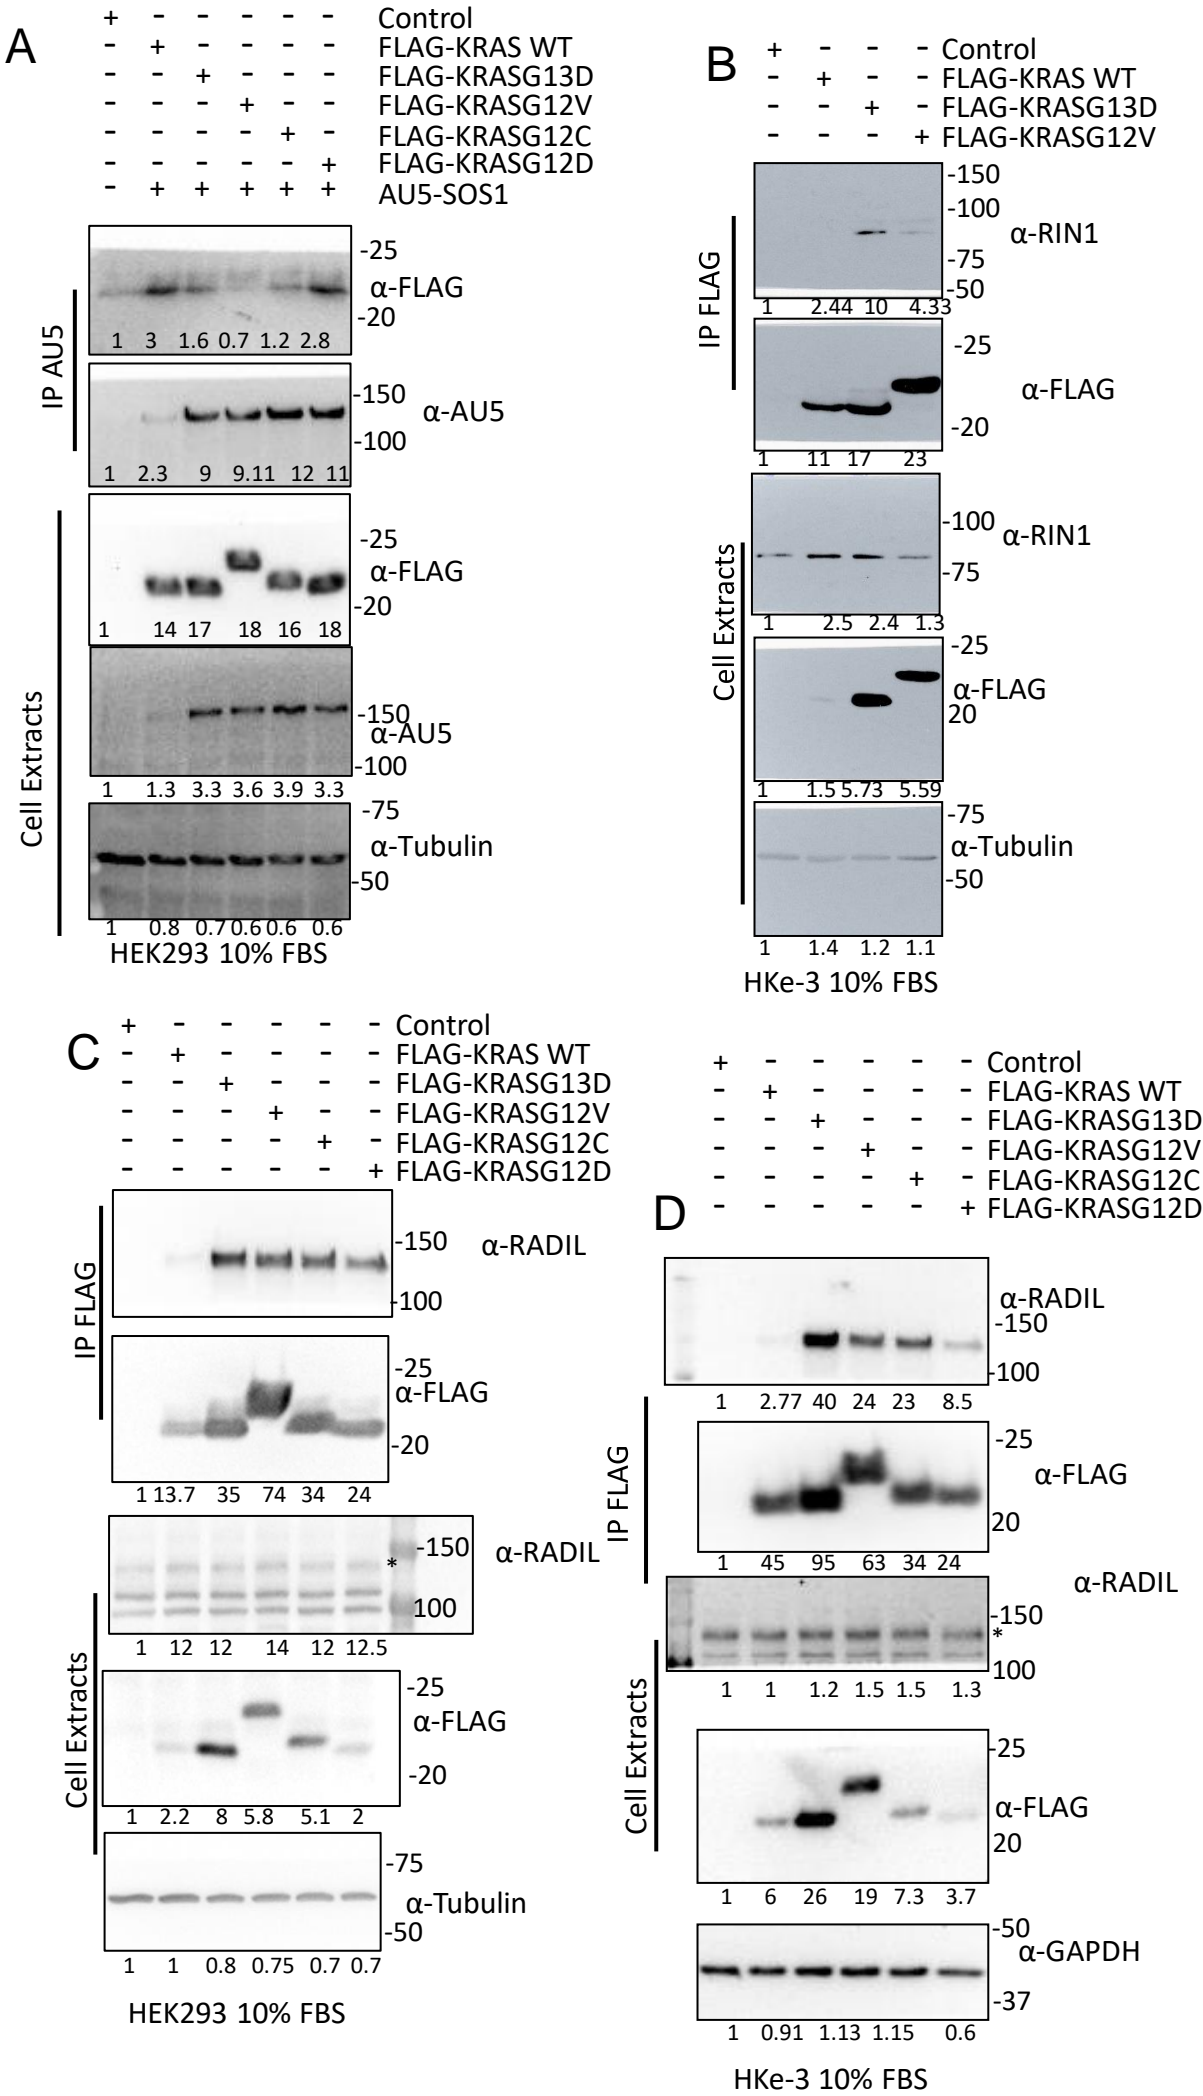 A
+ - - - - - Control
- + - - - - FLAG-KRAS WT
- - + - - - FLAG-KRASG13D
- - - + - - FLAG-KRASG12V
- - - - + - FLAG-KRASG12C
- - - - - + FLAG-KRASG12D
- + + + + + AU5-SOS1
IP AU5
-25
α-FLAG
-20
1 3 1.6 0.7 1.2 2.8
-150
α-AU5
-100
1 2.3 9 9.11 12 11
Cell Extracts
-25
α-FLAG
-20
1 14 17 18 16 18
-150
α-AU5
-100
1 1.3 3.3 3.6 3.9 3.3
-75
α-Tubulin
-50
1 0.8 0.7 0.6 0.6 0.6
HEK293 10% FBS
B
+ - - - Control
- + - - FLAG-KRAS WT
- - + - FLAG-KRASG13D
- - - + FLAG-KRASG12V
IP FLAG
-150
-100
α-RIN1
-75
-50
1 2.44 10 4.33
-25
α-FLAG
-20
1 11 17 23
Cell Extracts
-100
α-RIN1
-75
1 2.5 2.4 1.3
-25
α-FLAG
20
1 1.5 5.73 5.59
-75
α-Tubulin
-50
1 1.4 1.2 1.1
HKe-3 10% FBS
C
+ - - - - - Control
- + - - - - FLAG-KRAS WT
- - + - - - FLAG-KRASG13D
- - - + - - FLAG-KRASG12V
- - - - + - FLAG-KRASG12C
- - - - - + FLAG-KRASG12D
IP FLAG
-150
α-RADIL
-100
-25
α-FLAG
-20
1 13.7 35 74 34 24
-150
α-RADIL
*
100
1 12 12 14 12 12.5
Cell Extracts
-25
α-FLAG
-20
1 2.2 8 5.8 5.1 2
-75
α-Tubulin
-50
1 1 0.8 0.75 0.7 0.7
HEK293 10% FBS
D
+ - - - - - Control
- + - - - - FLAG-KRAS WT
- - + - - - FLAG-KRASG13D
- - - + - - FLAG-KRASG12V
- - - - + - FLAG-KRASG12C
- - - - - + FLAG-KRASG12D
α-RADIL
-150
-100
1 2.77 40 24 23 8.5
IP FLAG
-25
α-FLAG
20
1 45 95 63 34 24
α-RADIL
-150
*
100
1 1 1.2 1.5 1.5 1.3
Cell Extracts
-25
α-FLAG
20
1 6 26 19 7.3 3.7
-50
α-GAPDH
-37
1 0.91 1.13 1.15 0.6
HKe-3 10% FBS